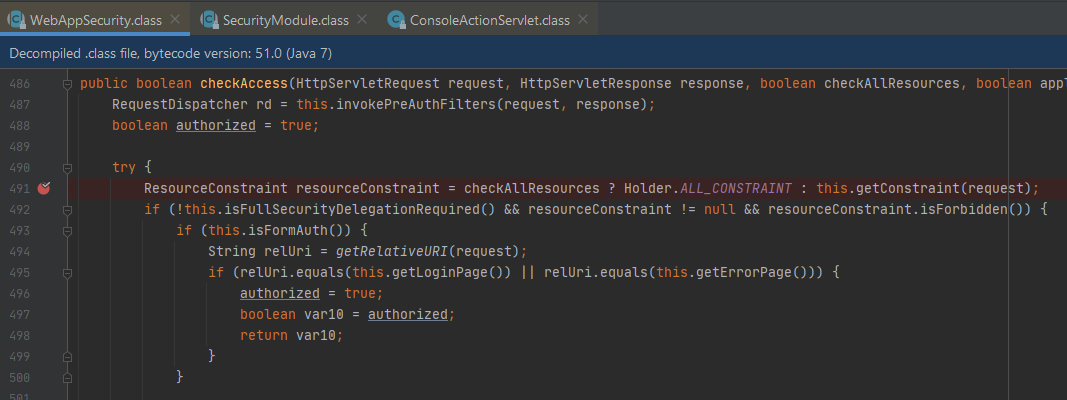 WebAppSecurity.class SecurityModule.class ConsoleActionServlet.class
Decompiled .class file, bytecode version: 51.0 (Java 7)
486 public boolean checkAccess(HttpServletRequest request, HttpServletResponse response, boolean checkAllResources, boolean appl
487 RequestDispatcher rd = this.invokePreAuthFilters(request, response);
488 boolean authorized = true;
489
490 try {
491 ResourceConstraint resourceConstraint = checkAllResources ? Holder.ALL_CONSTRAINT : this.getConstraint(request);
492 if (!this.isFullSecurityDelegationRequired() && resourceConstraint != null && resourceConstraint.isForbidden()) {
493 if (this.isFormAuth()) {
494 String relUri = getRelativeURI(request);
495 if (relUri.equals(this.getLoginPage()) || relUri.equals(this.getErrorPage())) {
496 authorized = true;
497 boolean var10 = authorized;
498 return var10;
499 }
500 }
501